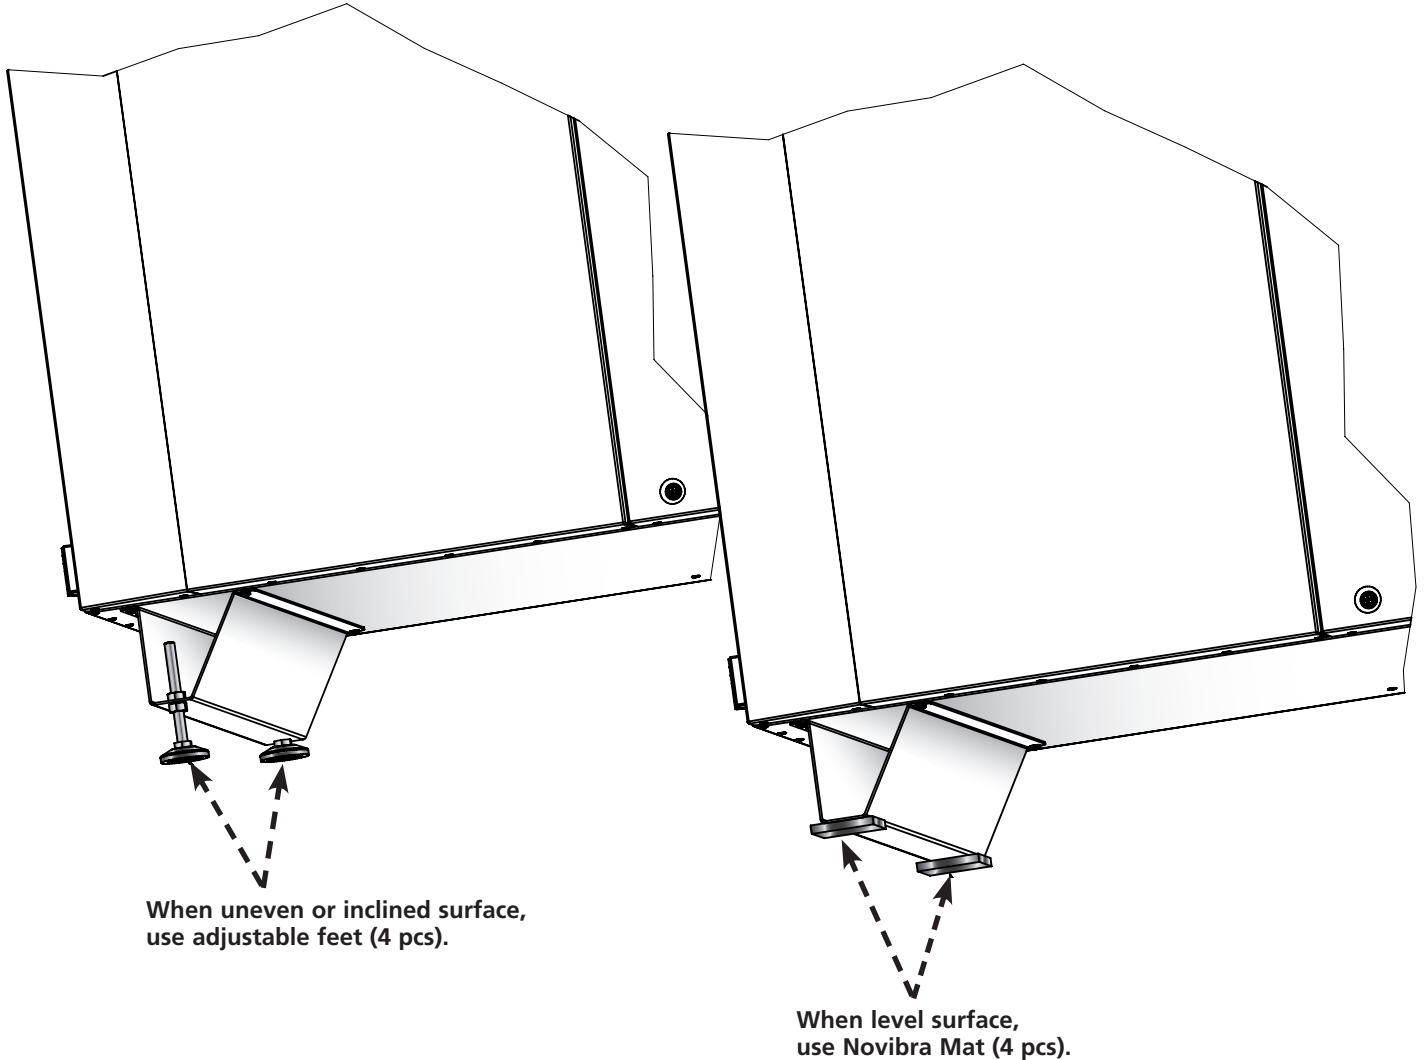 When uneven or inclined surface,
use adjustable feet (4 pcs).
When level surface,
use Novibra Mat (4 pcs).